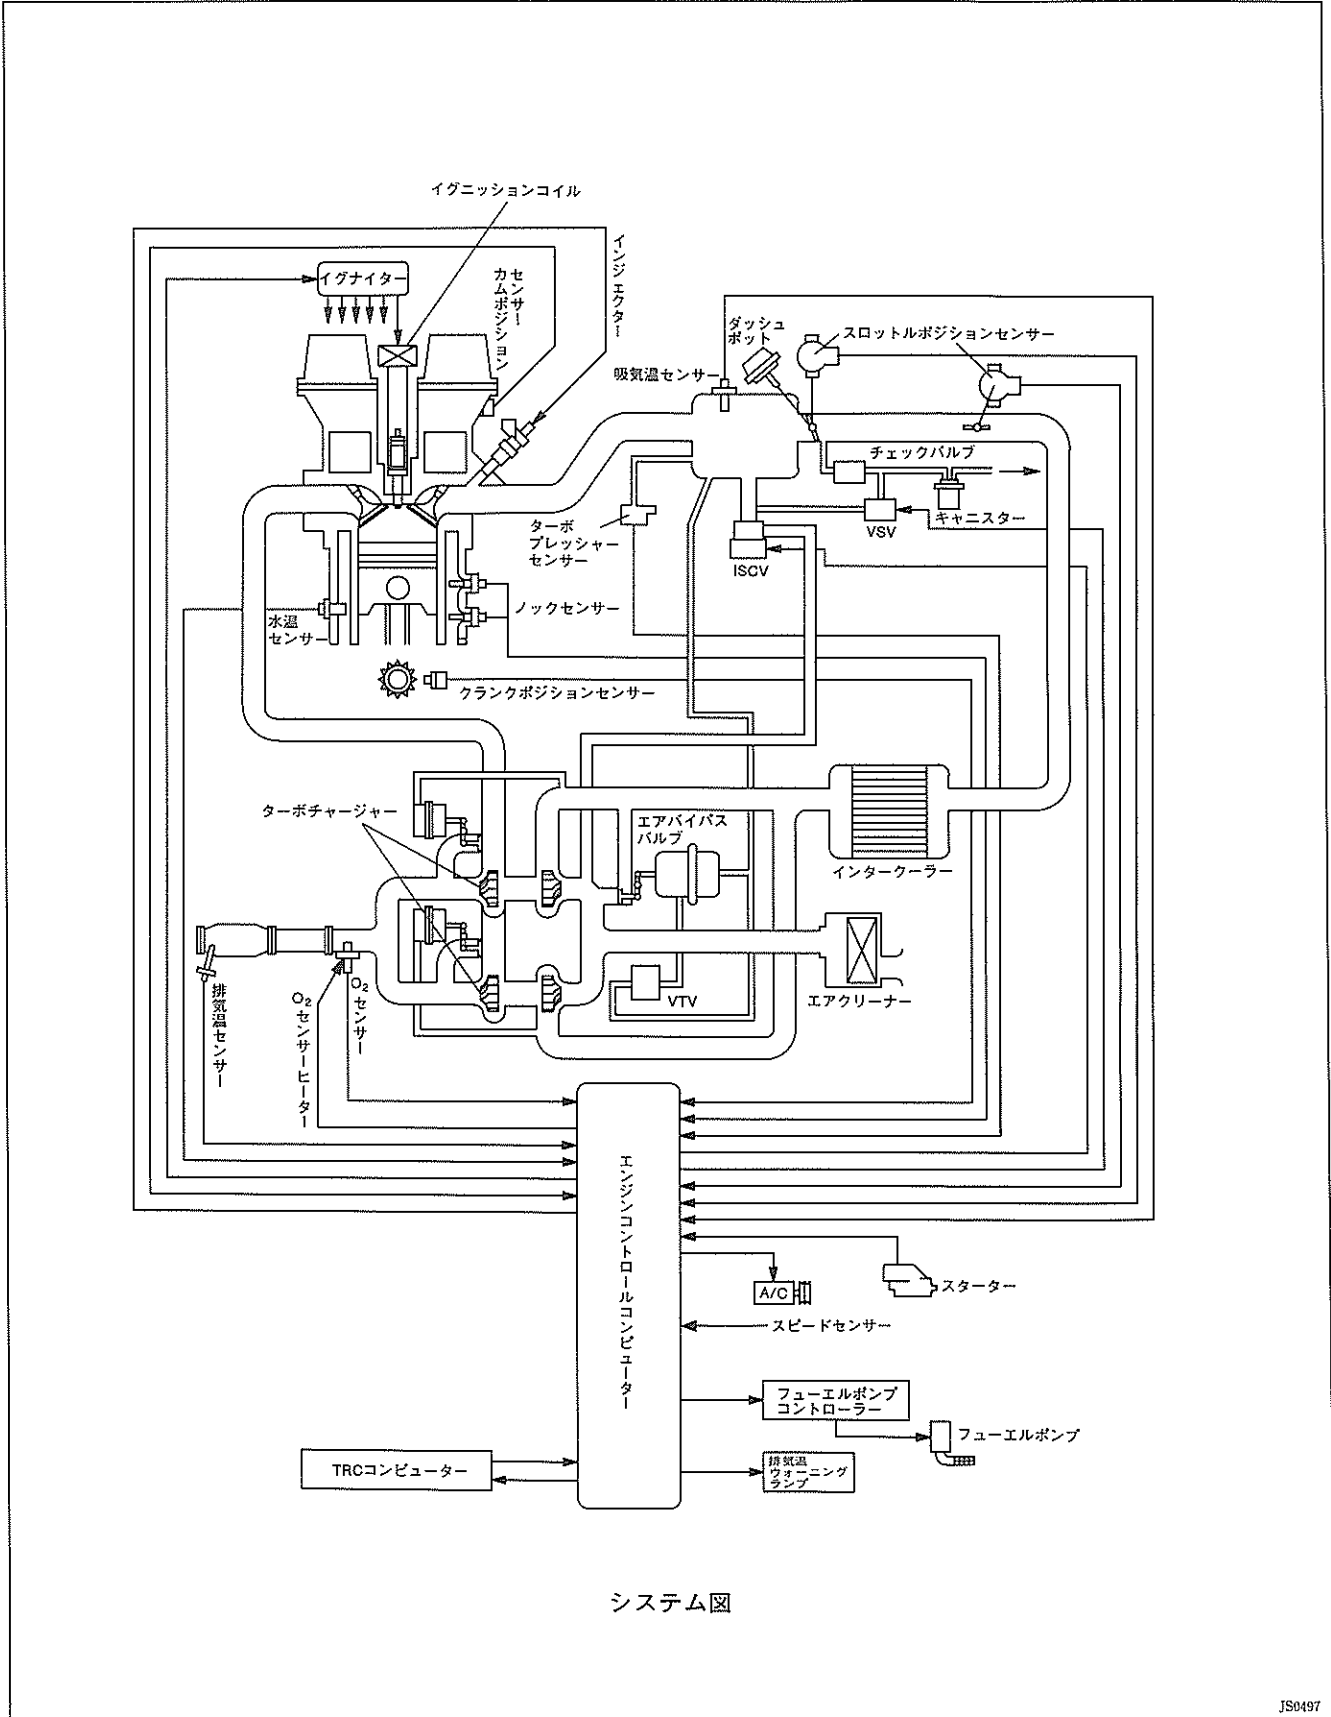 イグニッションコイル
イグナイター
センサー
カムポジション
インジェクター
ダッシュ
ポット
スロットルポジションセンサー
吸気温センサー
チェックバルブ
キャニスター
VSV
ターボ
プレッシャー
センサー
ISCV
ノックセンサー
水温
センサー
クランクポジションセンサー
ターボチャージャー
エアバイパス
バルブ
インタークーラー
VTV
エアクリーナー
排気温センサー
O₂センサーヒーター
O₂センサー
エンジンコントロールコンピューター
A/C
スターター
スピードセンサー
フューエルポンプ
コントローラー
フューエルポンプ
TRCコンピューター
排気温
ウォーニング
ランプ
システム図
JS0497